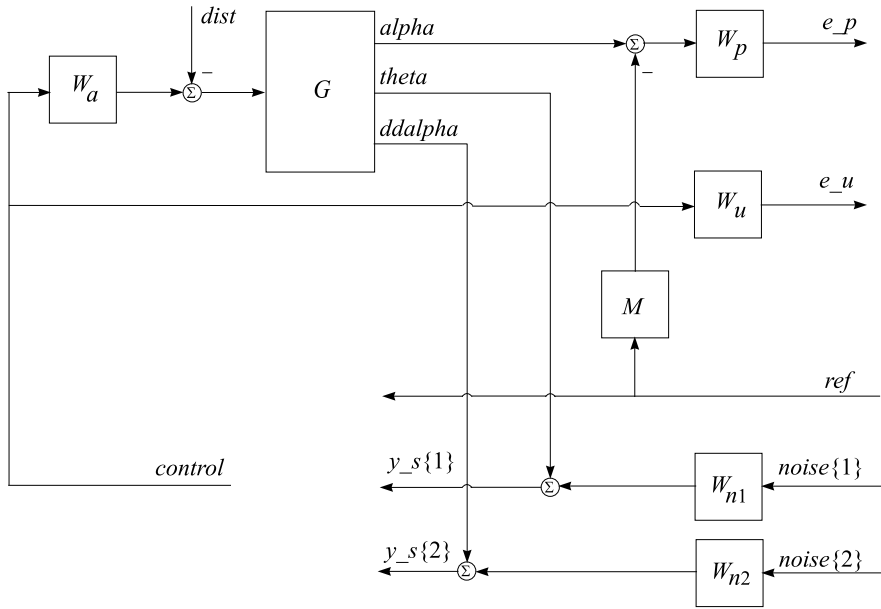 dist
alpha
e_p
W_p
–
–
Σ
Σ
W_a
G
theta
ddalpha
e_u
W_u
M
ref
control
y_s{1}
Σ
W_n1
noise{1}
y_s{2}
Σ
W_n2
noise{2}